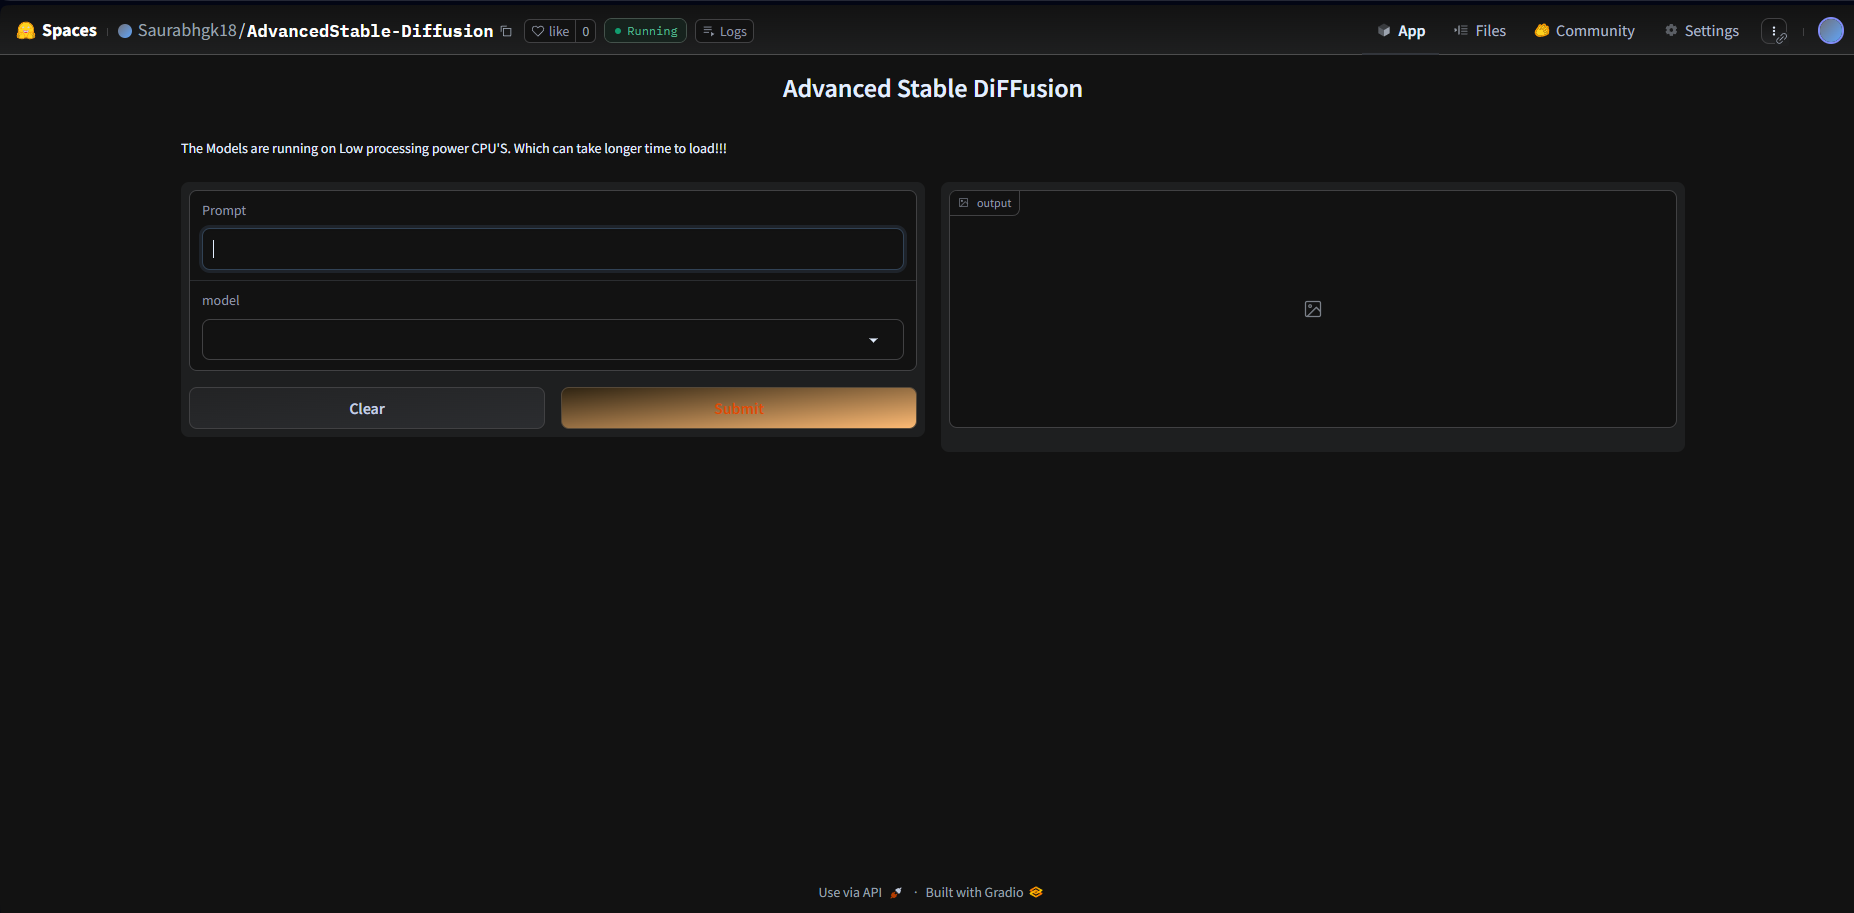 Spaces Saurabhgk18/AdvancedStable-Diffusion like 0 Running Logs App Files Community Settings
Advanced Stable DiFFusion
The Models are running on Low processing power CPU'S. Which can take longer time to load!!!
Prompt
model
Clear Submit
output
Use via API · Built with Gradio